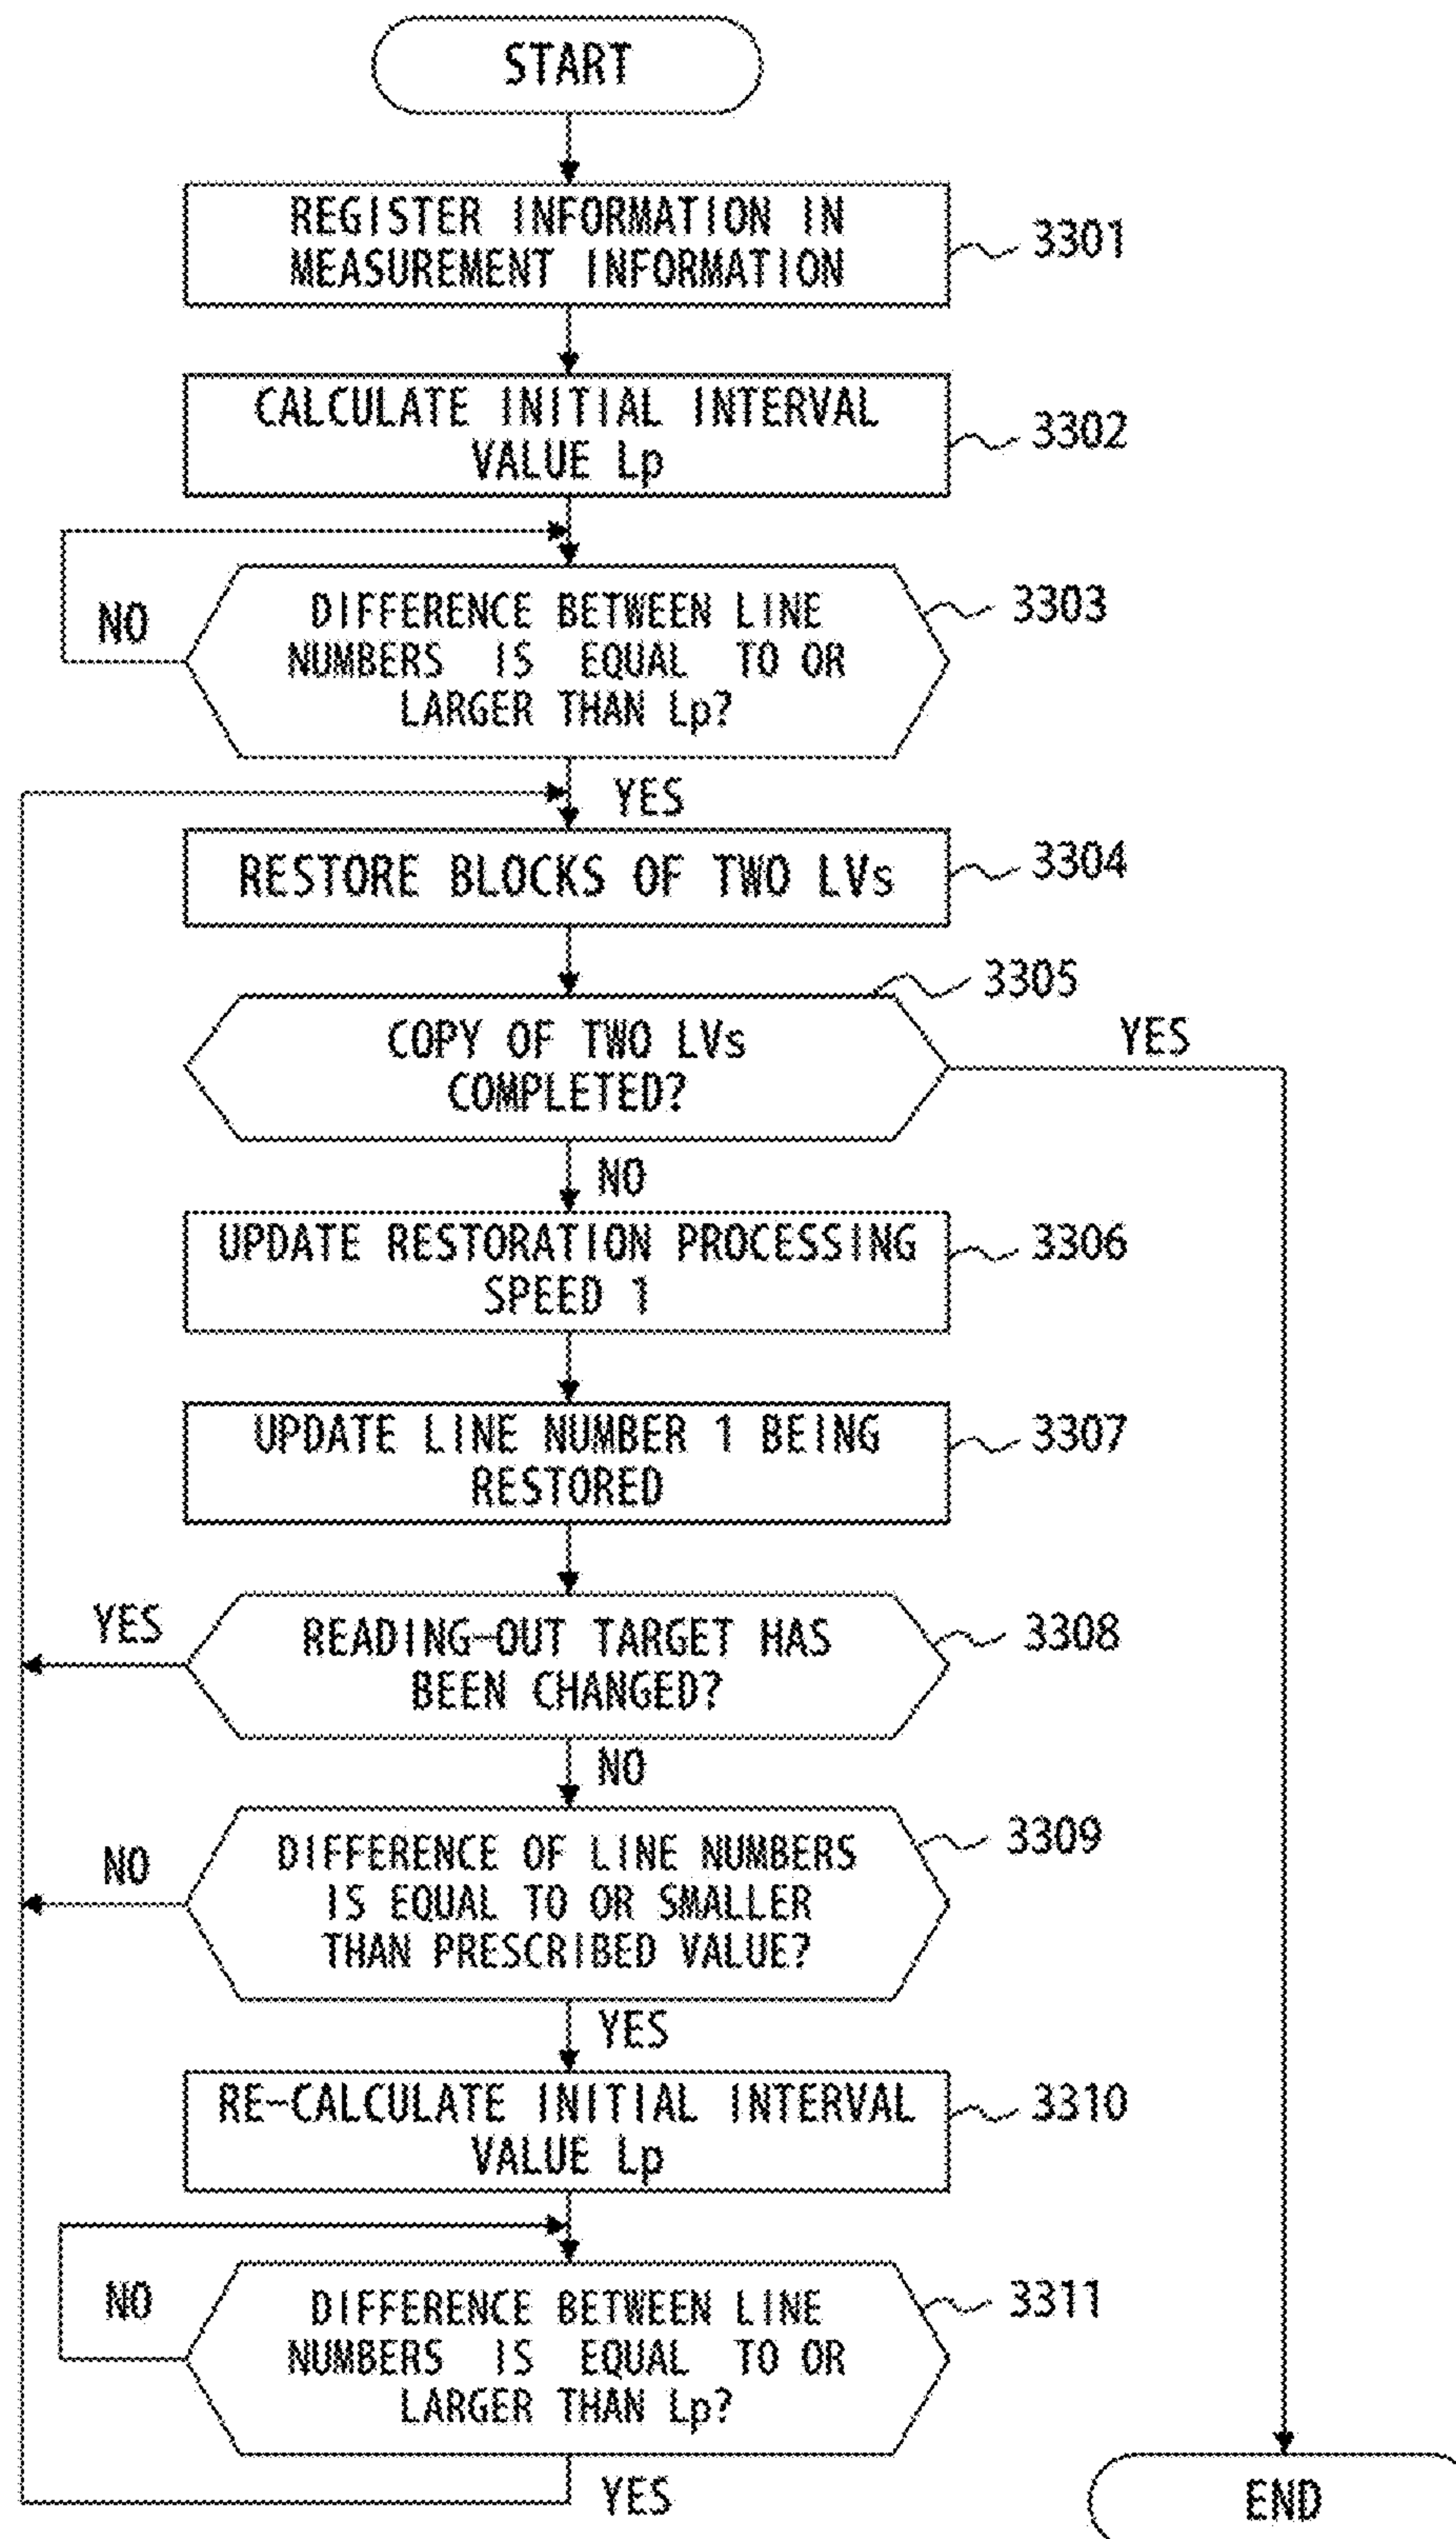 START
REGISTER INFORMATION IN
MEASUREMENT INFORMATION
3301
CALCULATE INITIAL INTERVAL
VALUE Lp
3302
DIFFERENCE BETWEEN LINE
NUMBERS IS EQUAL TO OR
LARGER THAN Lp?
3303
NO
YES
RESTORE BLOCKS OF TWO LVs
3304
COPY OF TWO LVs
COMPLETED?
3305
YES
NO
UPDATE RESTORATION PROCESSING
SPEED 1
3306
UPDATE LINE NUMBER 1 BEING
RESTORED
3307
READING-OUT TARGET HAS
BEEN CHANGED?
3308
YES
NO
DIFFERENCE OF LINE NUMBERS
IS EQUAL TO OR SMALLER
THAN PRESCRIBED VALUE?
3309
NO
YES
RE-CALCULATE INITIAL INTERVAL
VALUE Lp
3310
DIFFERENCE BETWEEN LINE
NUMBERS IS EQUAL TO OR
LARGER THAN Lp?
3311
NO
YES
END